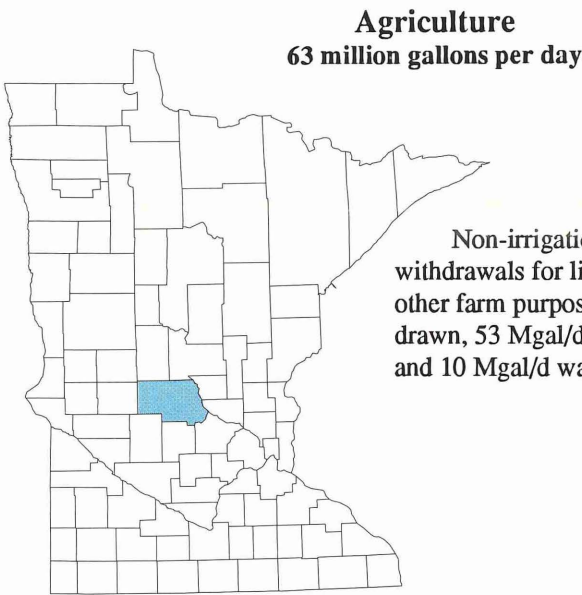 Agriculture
63 million gallons per day
Non-irrigatio
withdrawals for li
other farm purpos
drawn, 53 Mgal/d
and 10 Mgal/d wa